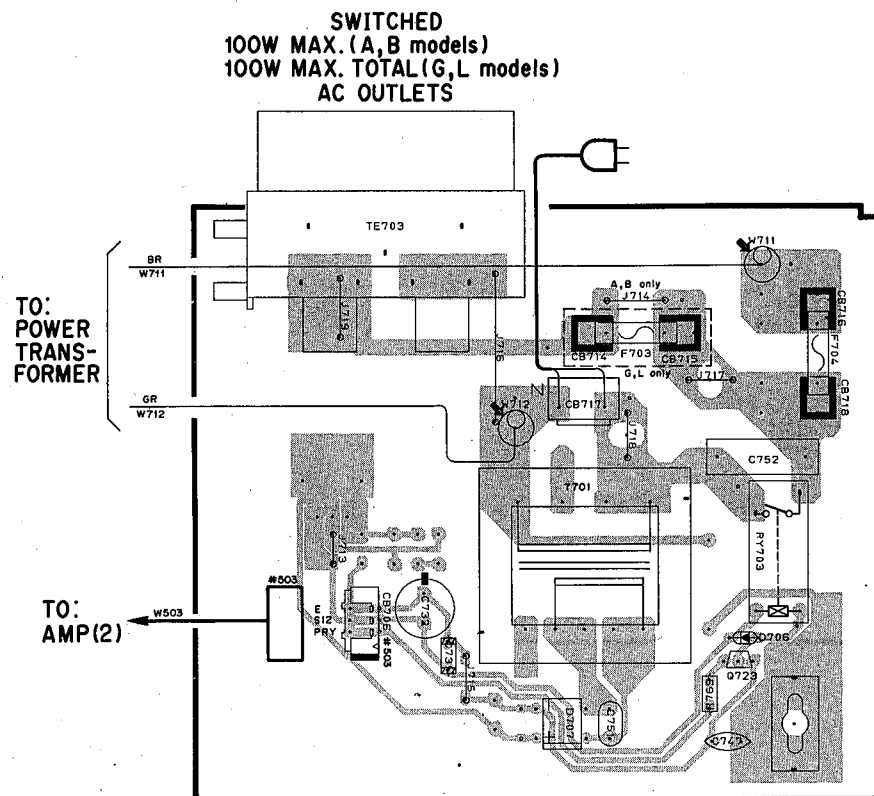 SWITCHED
100W MAX.(A,B models)
100W MAX. TOTAL(G,L models)
AC OUTLETS
TE703
W711
BR
W711
A,B only
J714
CB716
TO:
POWER
TRANS-
FORMER
J719
J716
CB714
F703
CB715
F704
G,L only
J717
CB718
GR
W712
W712
CB717
J718
C752
T701
J713
RY703
#503
TO:
AMP(2)
W503
E
S12
PRY
CB706
#503
V
C732
D706
Q723
J715
D707
C747